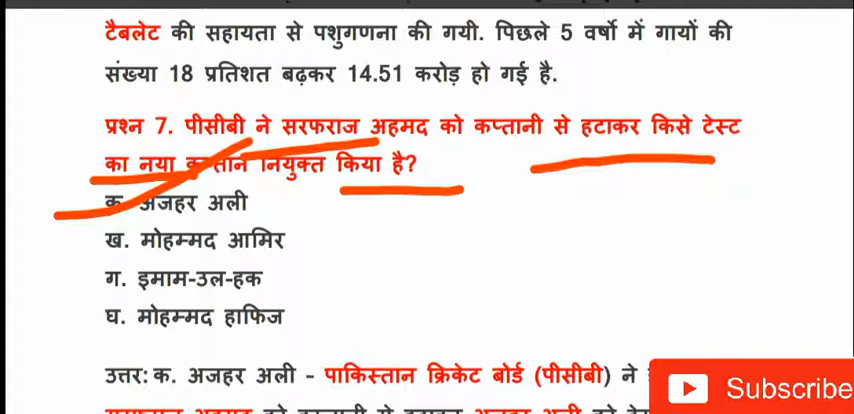 टैबलेट की सहायता से पशुगणना की गयी. पिछले 5 वर्षो में गायों की
संख्या 18 प्रतिशत बढ़कर 14.51 करोड़ हो गई है.
प्रश्न 7. पीसीबी ने सरफराज अहमद को कप्तानी से हटाकर किसे टेस्ट
का नया कप्तान नियुक्त किया है?
क. अजहर अली
ख. मोहम्मद आमिर
ग. इमाम-उल-हक
घ. मोहम्मद हाफिज
उत्तर: क. अजहर अली - पाकिस्तान क्रिकेट बोर्ड (पीसीबी) ने
Subscribe